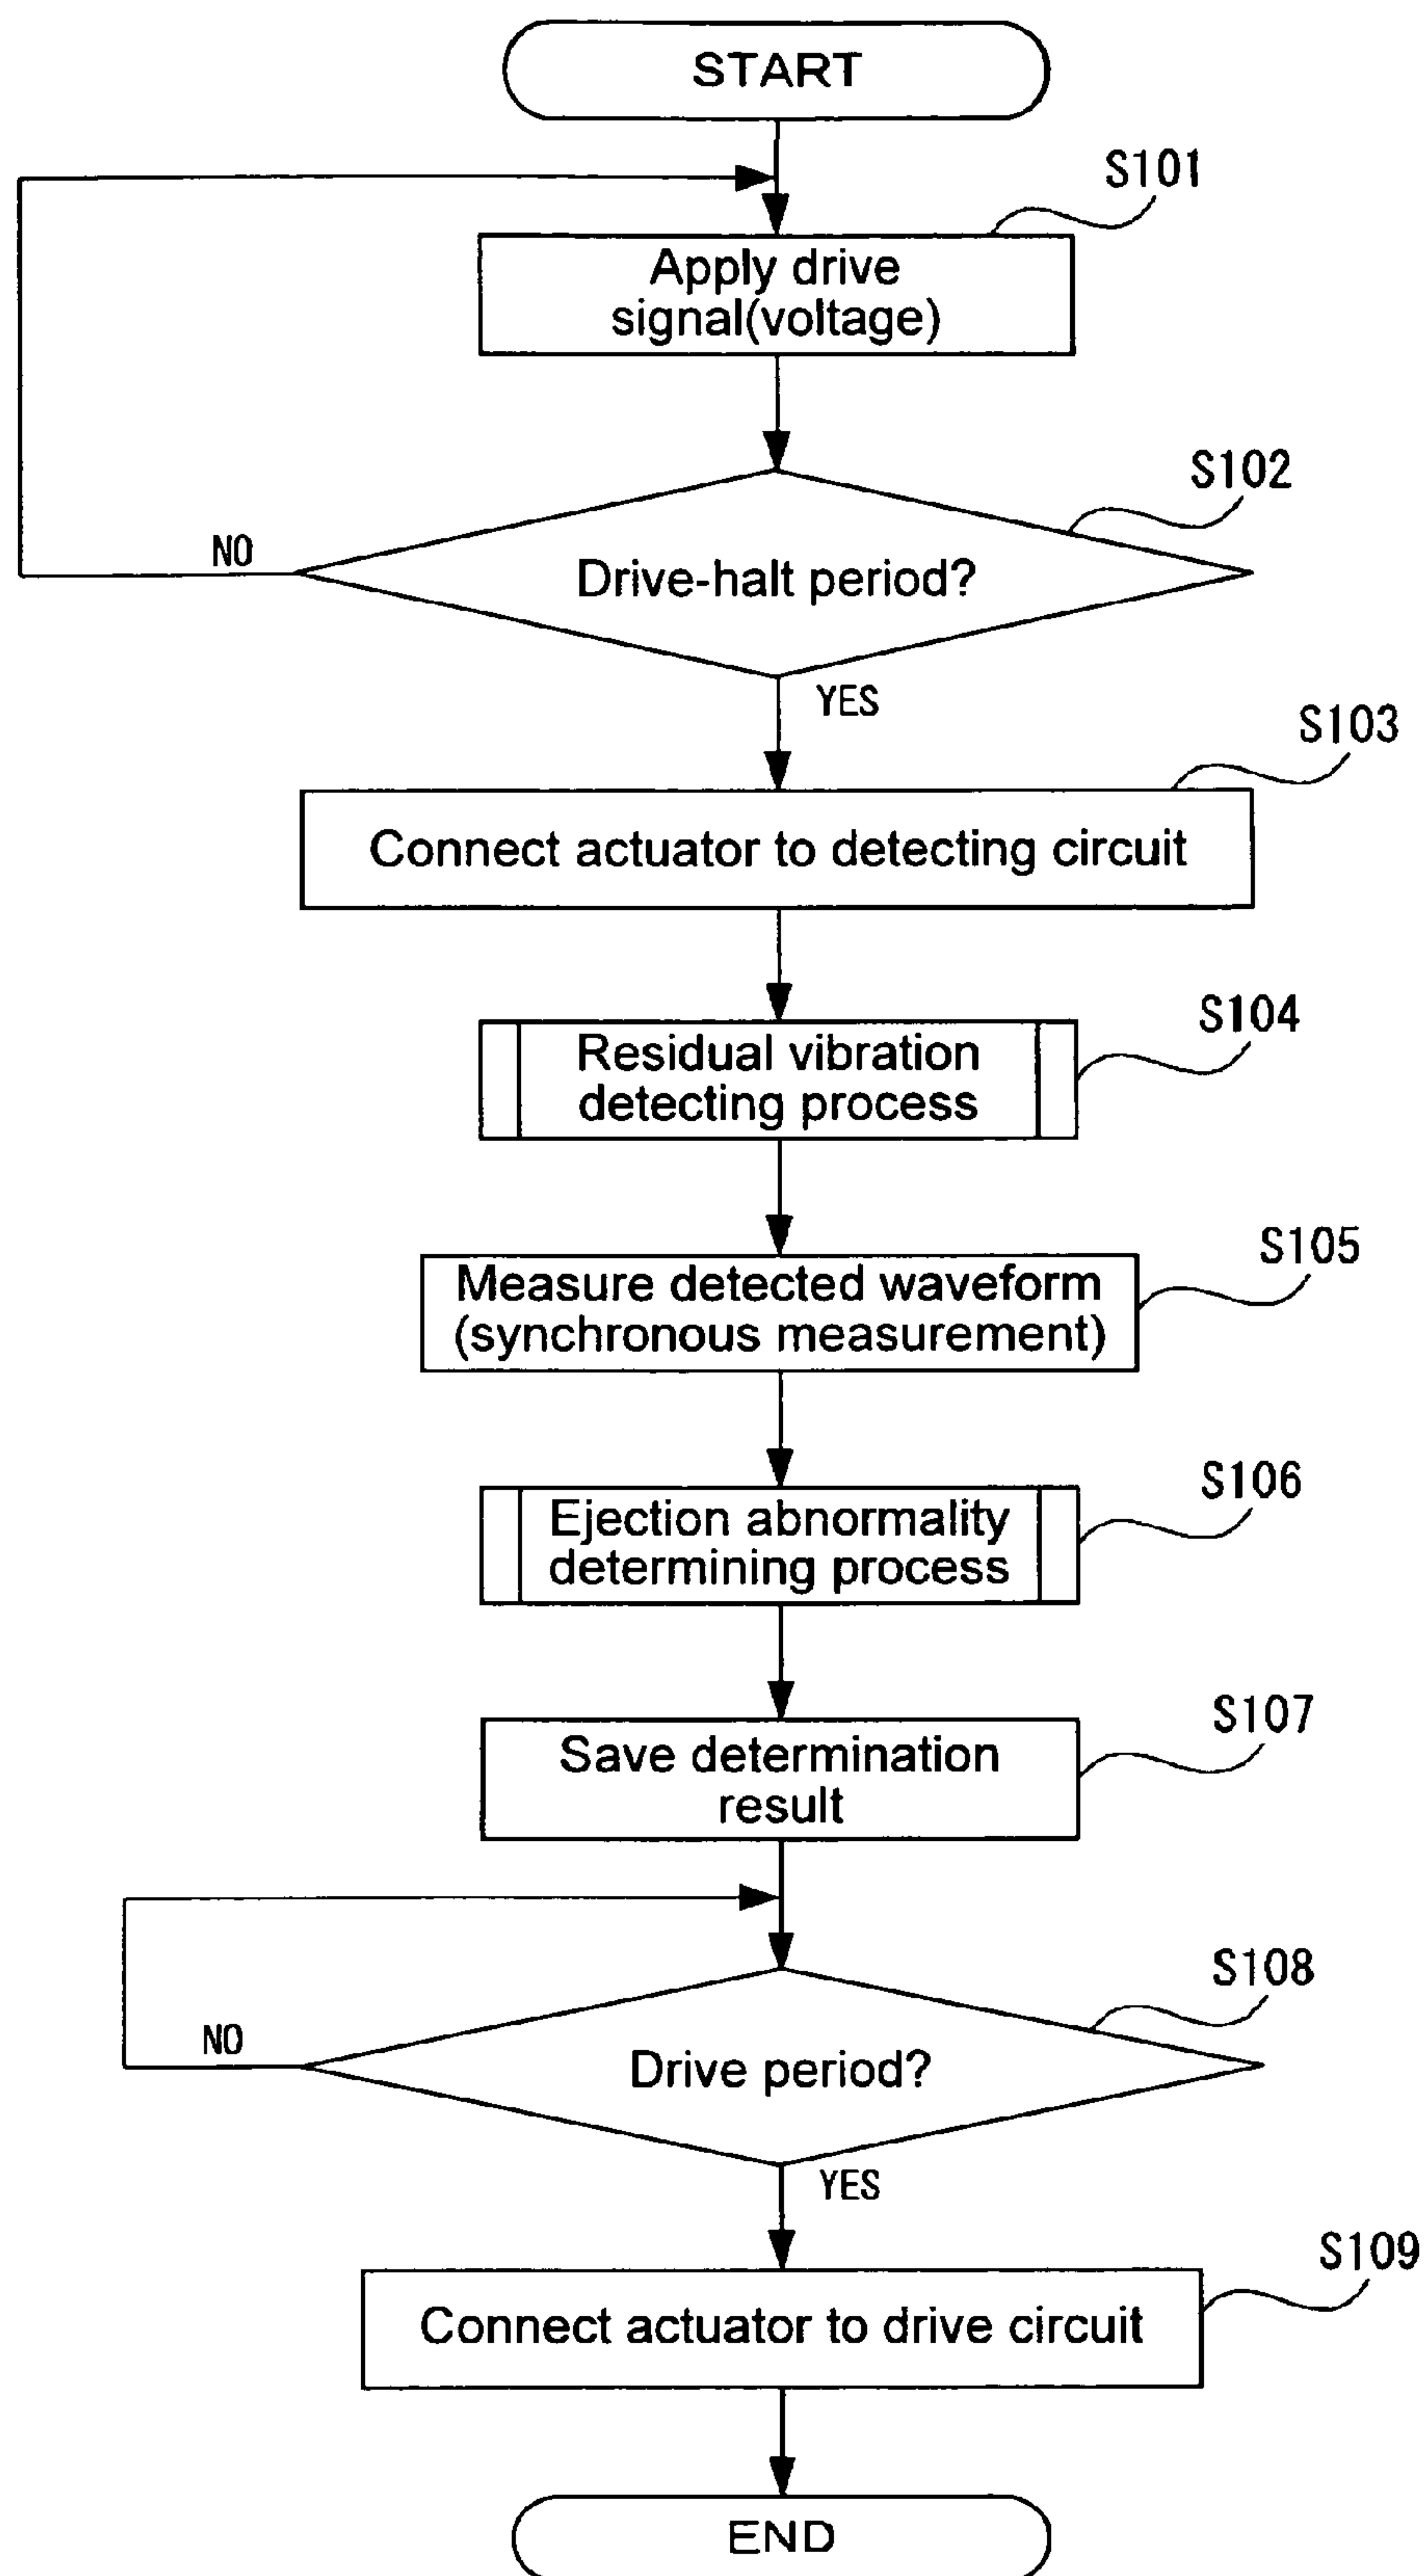 START
S101
Apply drive
signal(voltage)
S102
Drive-halt period?
NO
YES
S103
Connect actuator to detecting circuit
S104
Residual vibration
detecting process
S105
Measure detected waveform
(synchronous measurement)
S106
Ejection abnormality
determining process
S107
Save determination
result
S108
Drive period?
NO
YES
S109
Connect actuator to drive circuit
END